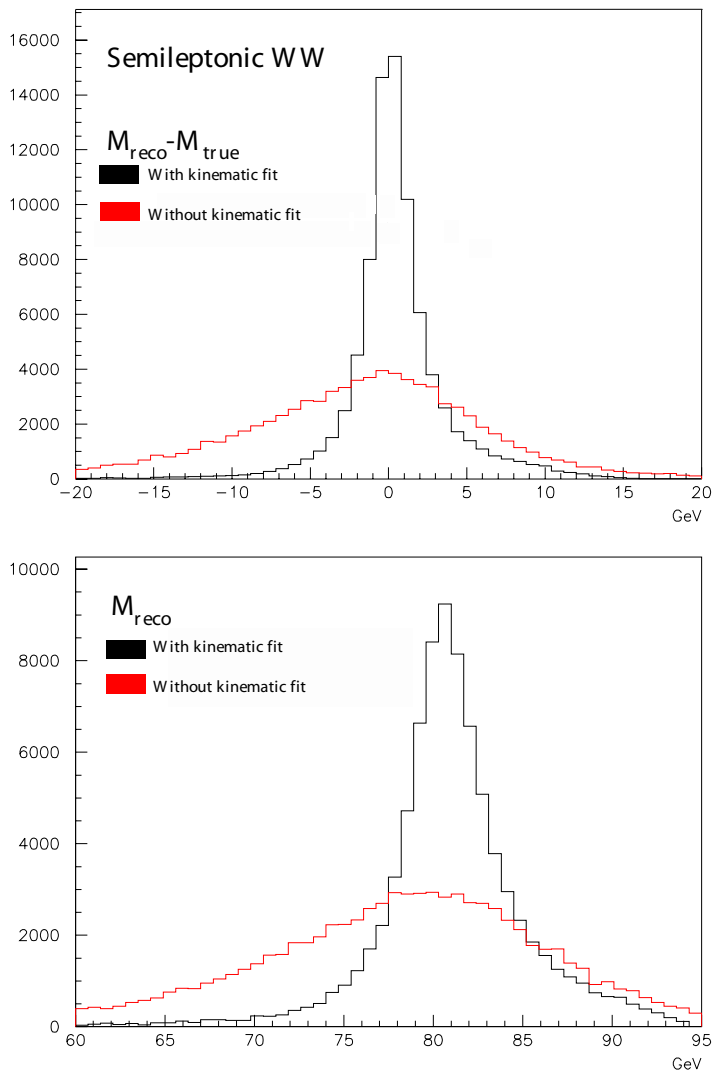 16000
14000
12000
10000
8000
6000
4000
2000
0
Semileptonic WW
M_reco-M_true
With kinematic fit
Without kinematic fit
−20 −15 −10 −5 0 5 10 15 20
GeV
10000
8000
6000
4000
2000
0
M_reco
With kinematic fit
Without kinematic fit
60 65 70 75 80 85 90 95
GeV